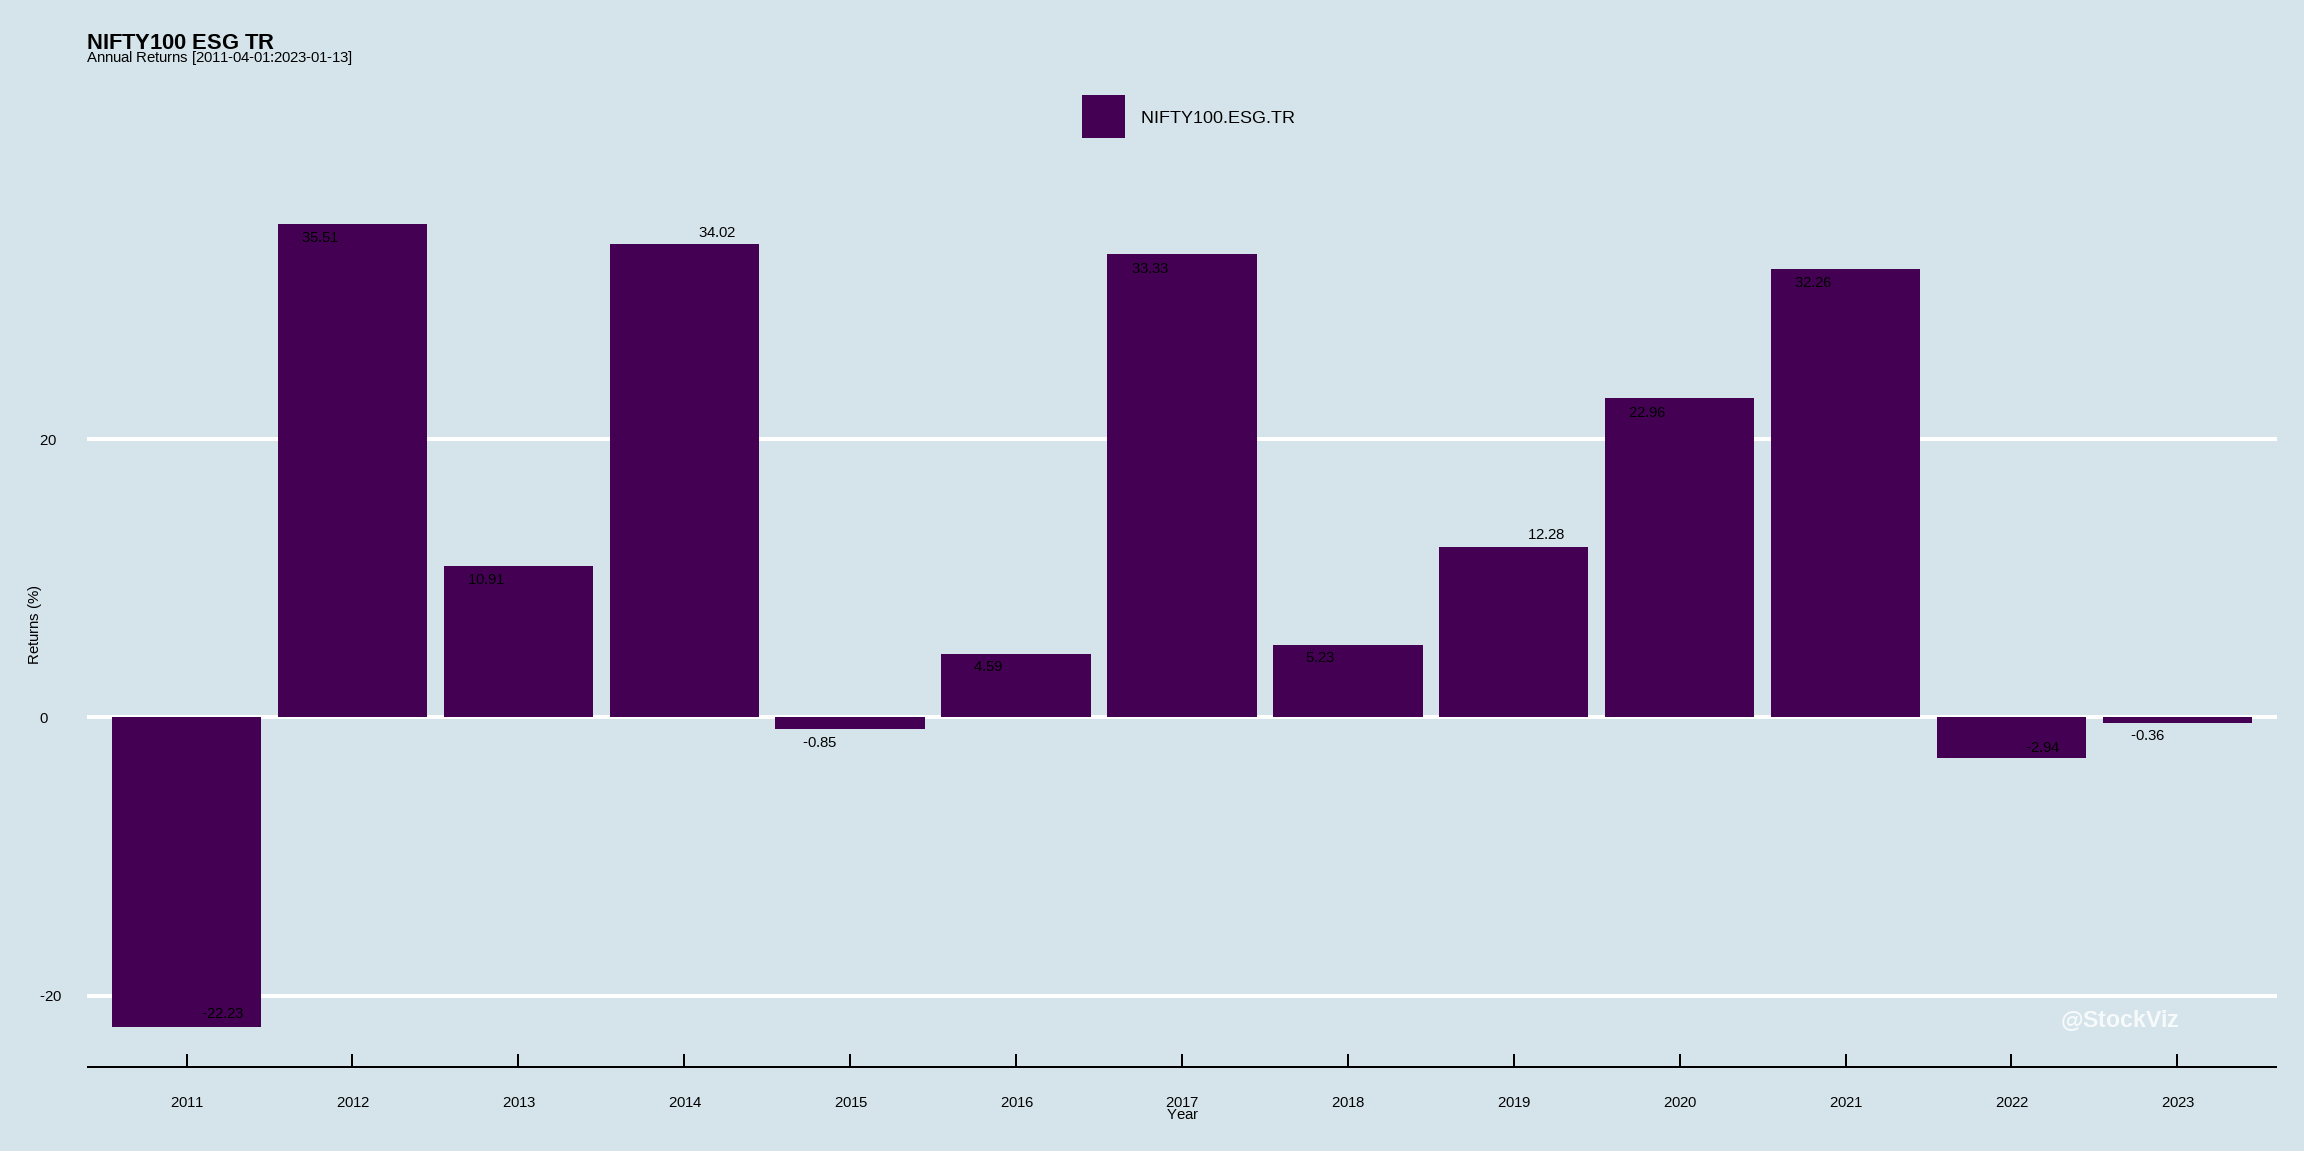 NIFTY100 ESG TR
Annual Returns [2011-04-01:2023-01-13]
NIFTY100.ESG.TR
35.51
34.02
33.33
32.26
22.96
20
12.28
10.91
Returns (%)
4.59
5.23
0
-0.85
-2.94
-0.36
-20
-22.23
@StockViz
2011 2012 2013 2014 2015 2016 2017 2018 2019 2020 2021 2022 2023
Year